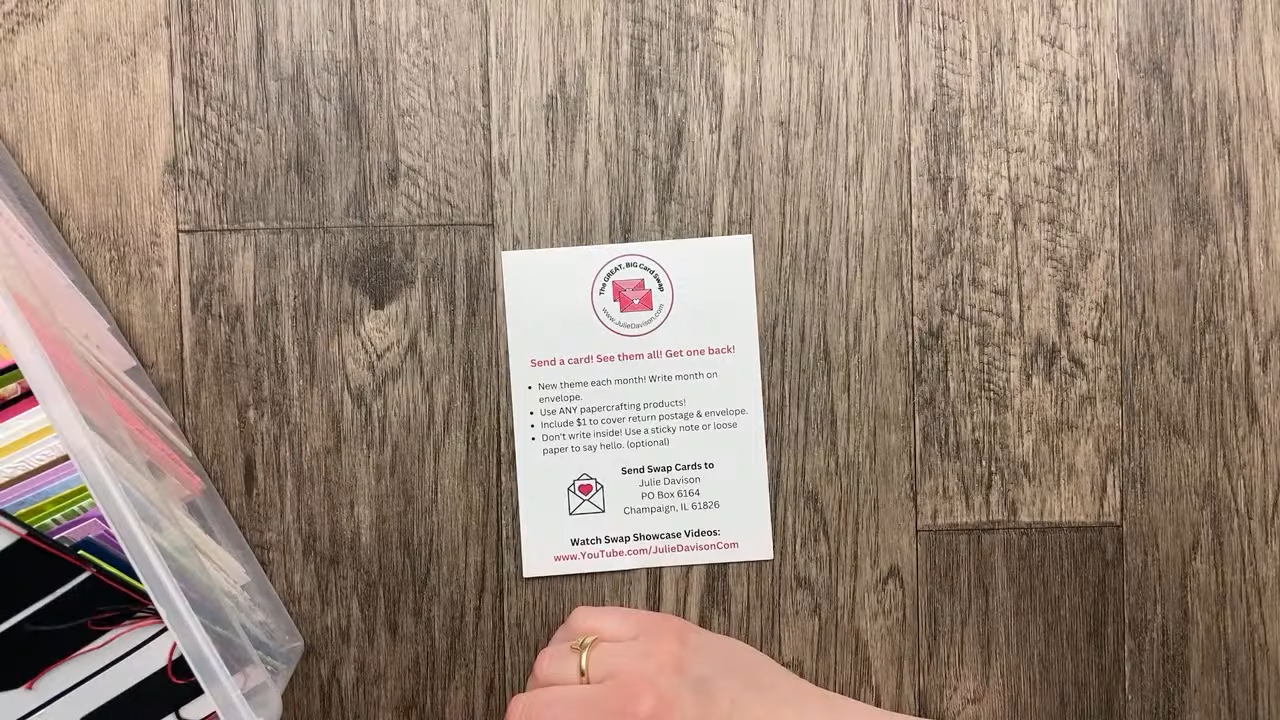 The GREAT, BIG Card Swap
www.JulieDavison.com
Send a card! See them all! Get one back!
• New theme each month! Write month on
envelope.
• Use ANY papercrafting products!
• Include $1 to cover return postage & envelope.
• Don't write inside! Use a sticky note or loose
paper to say hello. (optional)
Send Swap Cards to
Julie Davison
PO Box 6164
Champaign, IL 61826
Watch Swap Showcase Videos:
www.YouTube.com/JulieDavisonCom